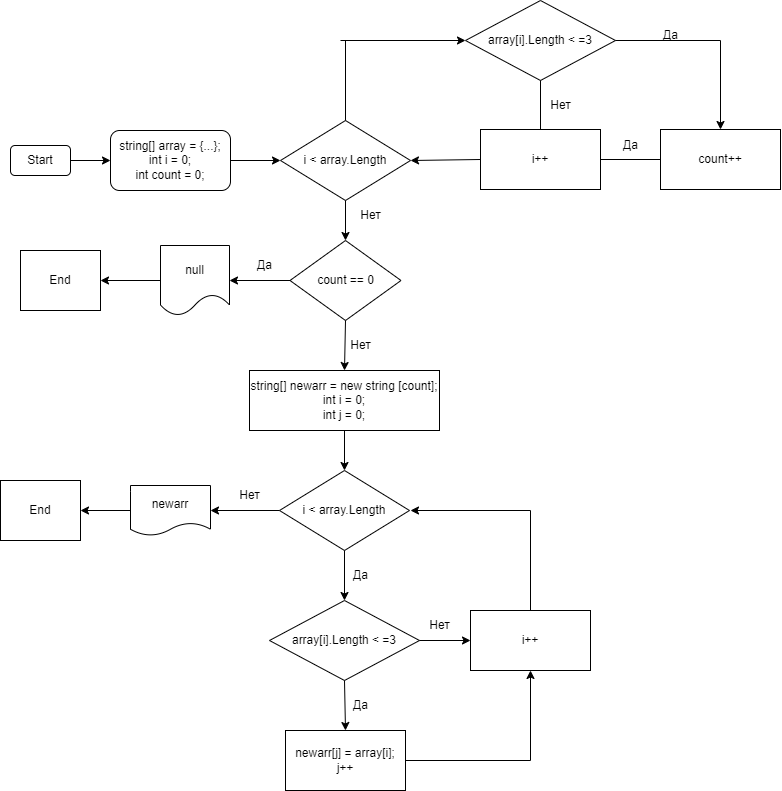 array[i].Length < =3
Да
Нет
Start
string[] array = {...};
int i = 0;
int count = 0;
i < array.Length
i++
Да
count++
Нет
End
null
Да
count == 0
Нет
string[] newarr = new string [count];
int i = 0;
int j = 0;
End
newarr
Нет
i < array.Length
Да
array[i].Length < =3
Нет
i++
Да
newarr[j] = array[i];
j++